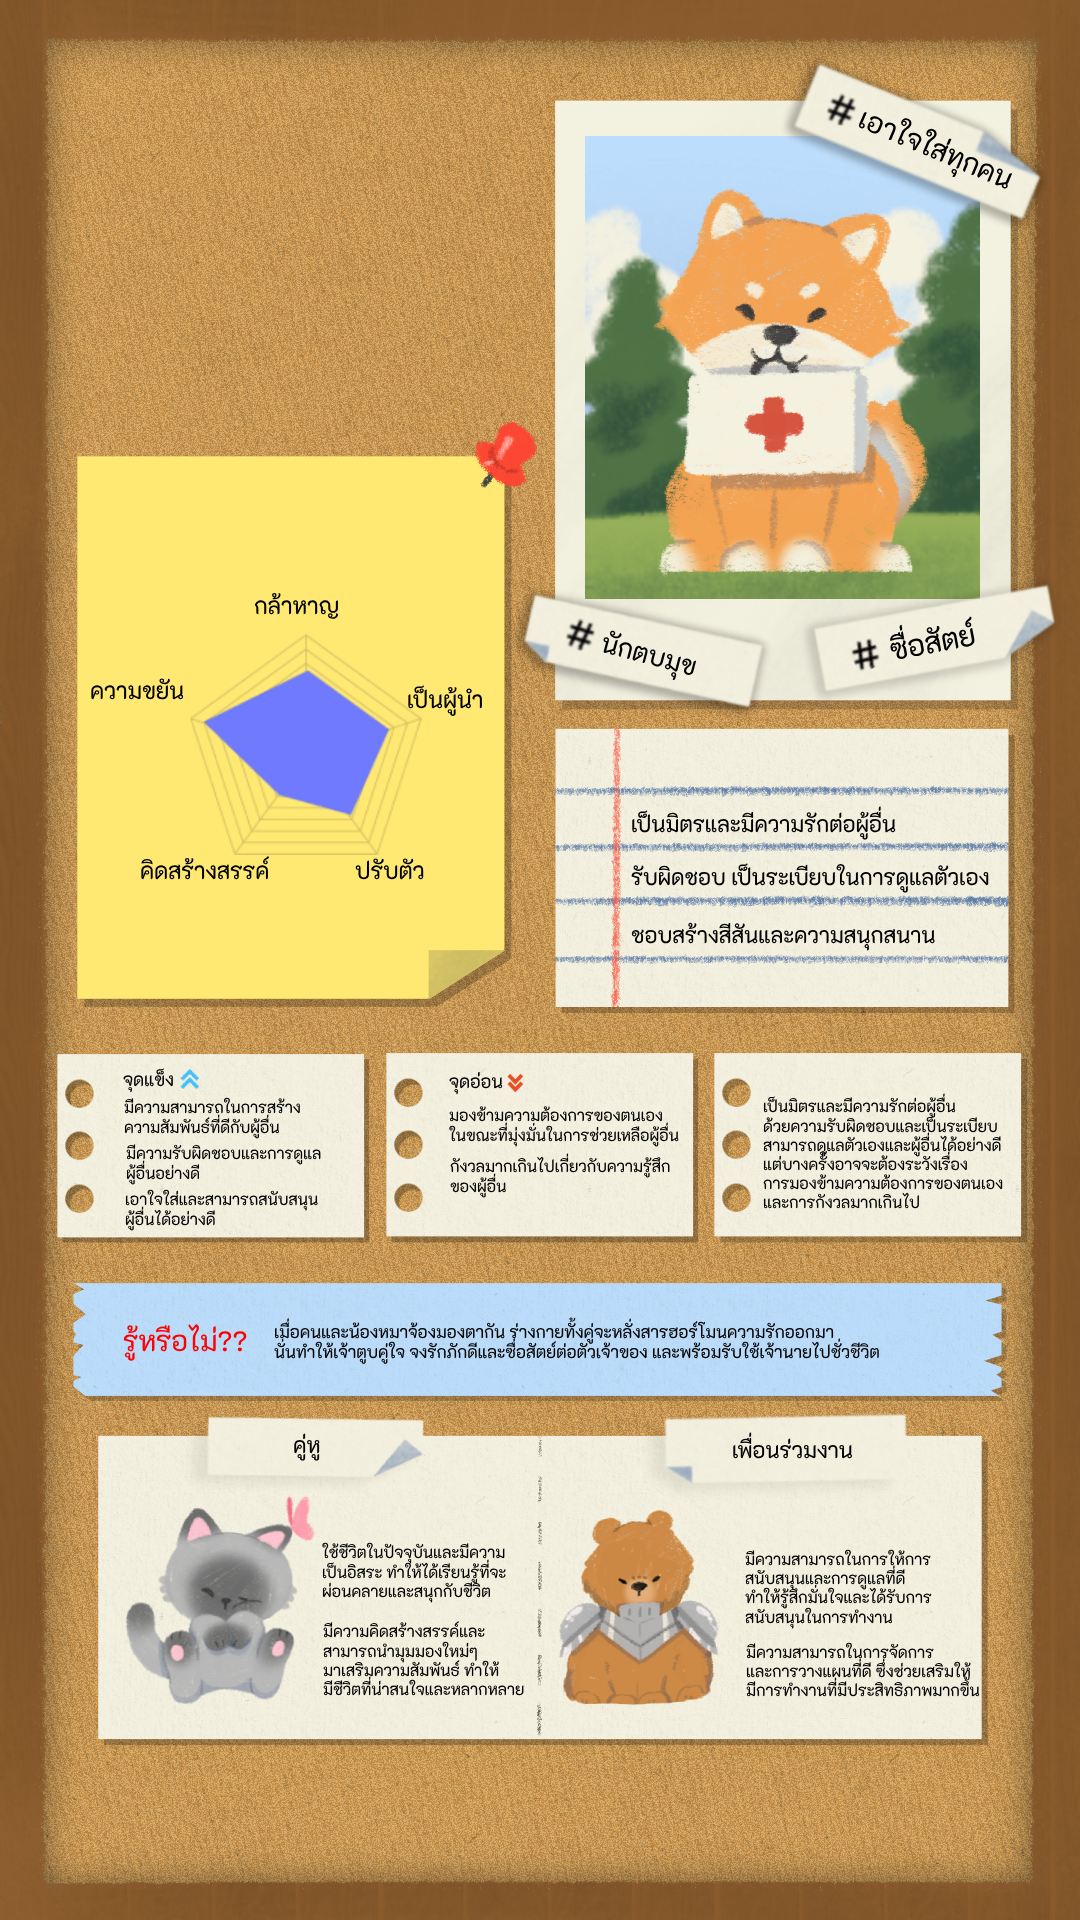 #เอาใจใส่ทุกคน
#นักตบมุข
#ซื่อสัตย์
กล้าหาญ
ความขยัน
เป็นผู้นำ
คิดสร้างสรรค์
ปรับตัว
เป็นมิตรและมีความรักต่อผู้อื่น
รับผิดชอบ เป็นระเบียบในการดูแลตัวเอง
ชอบสร้างสีสันและความสนุกสนาน
จุดแข็ง
มีความสามารถในการสร้าง
ความสัมพันธ์ที่ดีกับผู้อื่น
มีความรับผิดชอบและการดูแล
ผู้อื่นอย่างดี
เอาใจใส่และสามารถสนับสนุน
ผู้อื่นได้อย่างดี
จุดอ่อน
มองข้ามความต้องการของตนเอง
ในขณะที่มุ่งมั่นในการช่วยเหลือผู้อื่น
กังวลมากเกินไปเกี่ยวกับความรู้สึก
ของผู้อื่น
เป็นมิตรและมีความรักต่อผู้อื่น
ด้วยความรับผิดชอบและเป็นระเบียบ
สามารถดูแลตัวเองและผู้อื่นได้อย่างดี
แต่บางครั้งอาจจะต้องระวังเรื่อง
การมองข้ามความต้องการของตนเอง
และการกังวลมากเกินไป
รู้หรือไม่??
เมื่อคนและน้องหมาจ้องมองตากัน ร่างกายทั้งคู่จะหลั่งสารฮอร์โมนความรักออกมา
นั่นทำให้เจ้าตูบคู่ใจ จงรักภักดีและซื่อสัตย์ต่อตัวเจ้าของ และพร้อมรับใช้เจ้านายไปชั่วชีวิต
คู่หู
ใช้ชีวิตในปัจจุบันและมีความ
เป็นอิสระ ทำให้ได้เรียนรู้ที่จะ
ผ่อนคลายและสนุกกับชีวิต
มีความคิดสร้างสรรค์และ
สามารถนำมุมมองใหม่ๆ
มาเสริมความสัมพันธ์ ทำให้
มีชีวิตที่น่าสนใจและหลากหลาย
เพื่อนร่วมงาน
มีความสามารถในการให้การ
สนับสนุนและการดูแลที่ดี
ทำให้รู้สึกมั่นใจและได้รับการ
สนับสนุนในการทำงาน
มีความสามารถในการจัดการ
และการวางแผนที่ดี ซึ่งช่วยเสริมให้
มีการทำงานที่มีประสิทธิภาพมากขึ้น